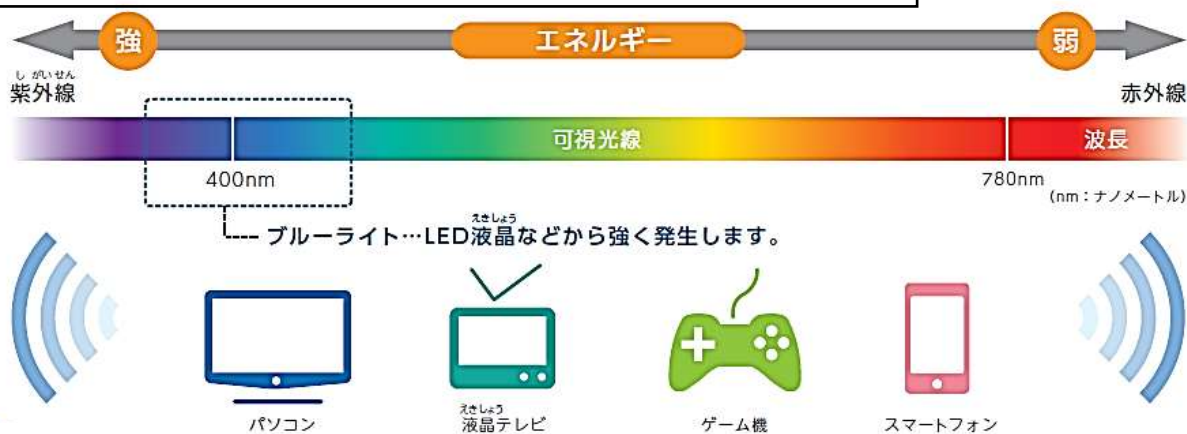 強 エネルギー 弱
しがいせん
紫外線 赤外線
可視光線 波長
400nm 780nm
(nm：ナノメートル)
えきしょう
ブルーライト…LED液晶などから強く発生します。
パソコン
えきしょう
液晶テレビ
ゲーム機
スマートフォン